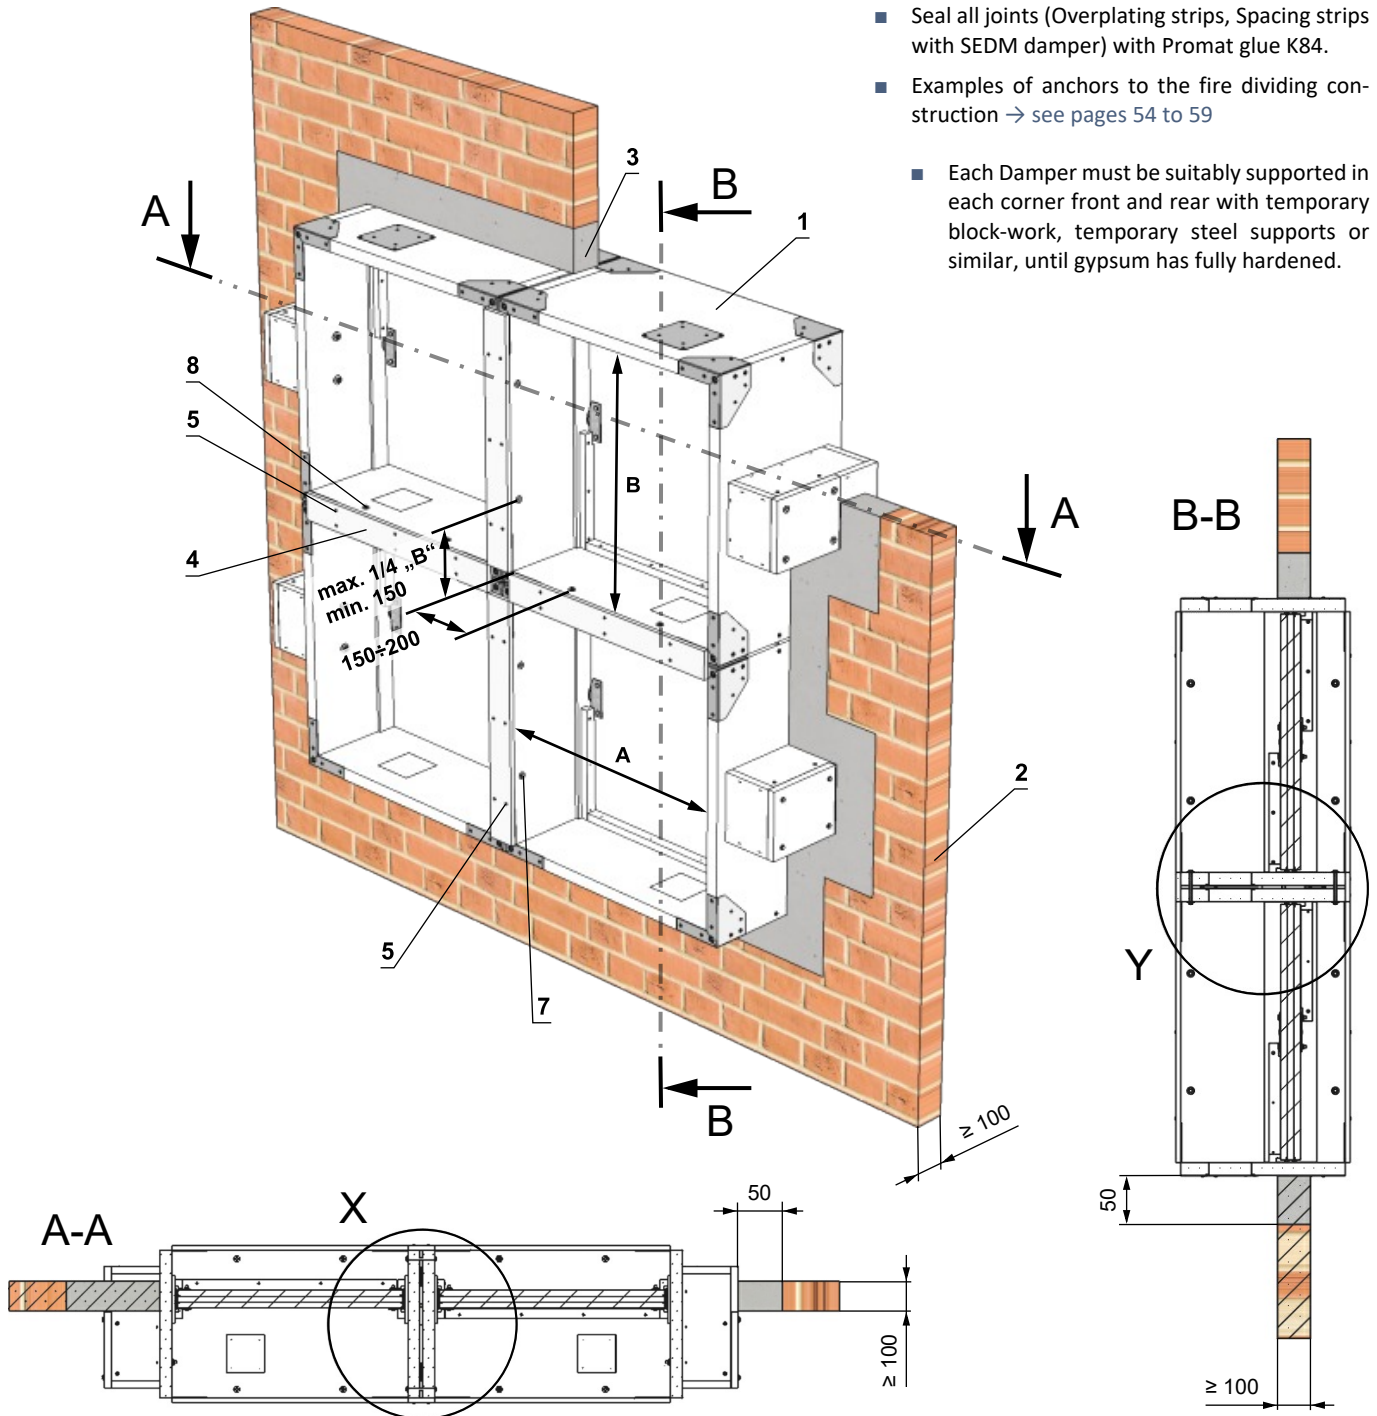 ■ Seal all joints (Overplating strips, Spacing strips
with SEDM damper) with Promat glue K84.
■ Examples of anchors to the fire dividing con-
struction → see pages 54 to 59
■ Each Damper must be suitably supported in
each corner front and rear with temporary
block-work, temporary steel supports or
similar, until gypsum has fully hardened.
3
B
A
1
8
5
B
A
B-B
4
max. 1/4 „B“
min. 150
150÷200
A
2
5
7
Y
B
≥ 100
50
50
X
A-A
≥ 100
≥ 100